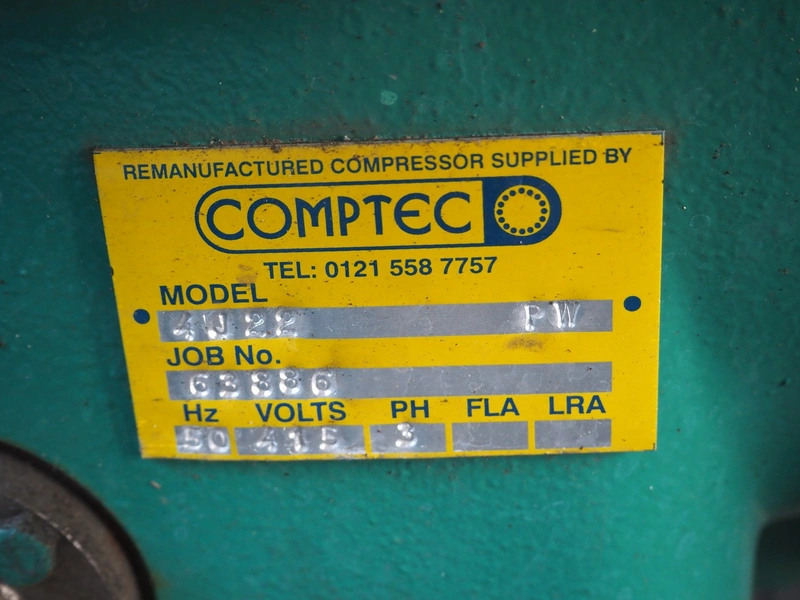 REMANUFACTURED COMPRESSOR SUPPLIED BY
COMPTEC
TEL: 0121 558 7757
MODEL
4J22 PW
JOB No.
63886
Hz VOLTS PH FLA LRA
50 415 3